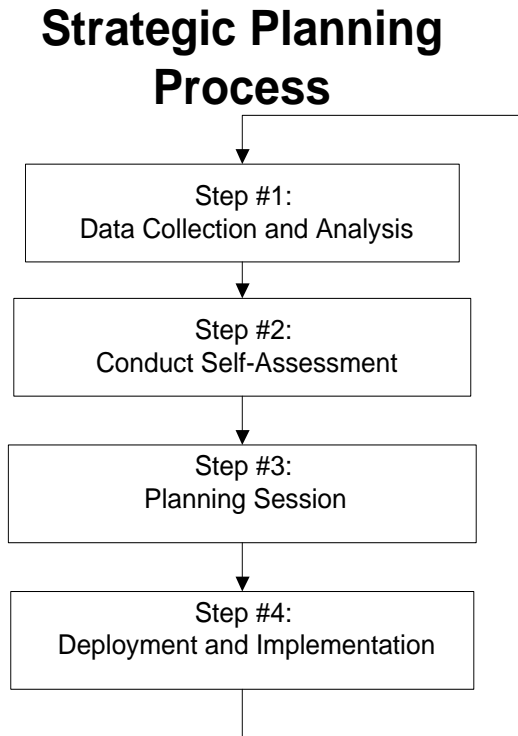 Strategic Planning
Process
Step #1:
Data Collection and Analysis
Step #2:
Conduct Self-Assessment
Step #3:
Planning Session
Step #4:
Deployment and Implementation